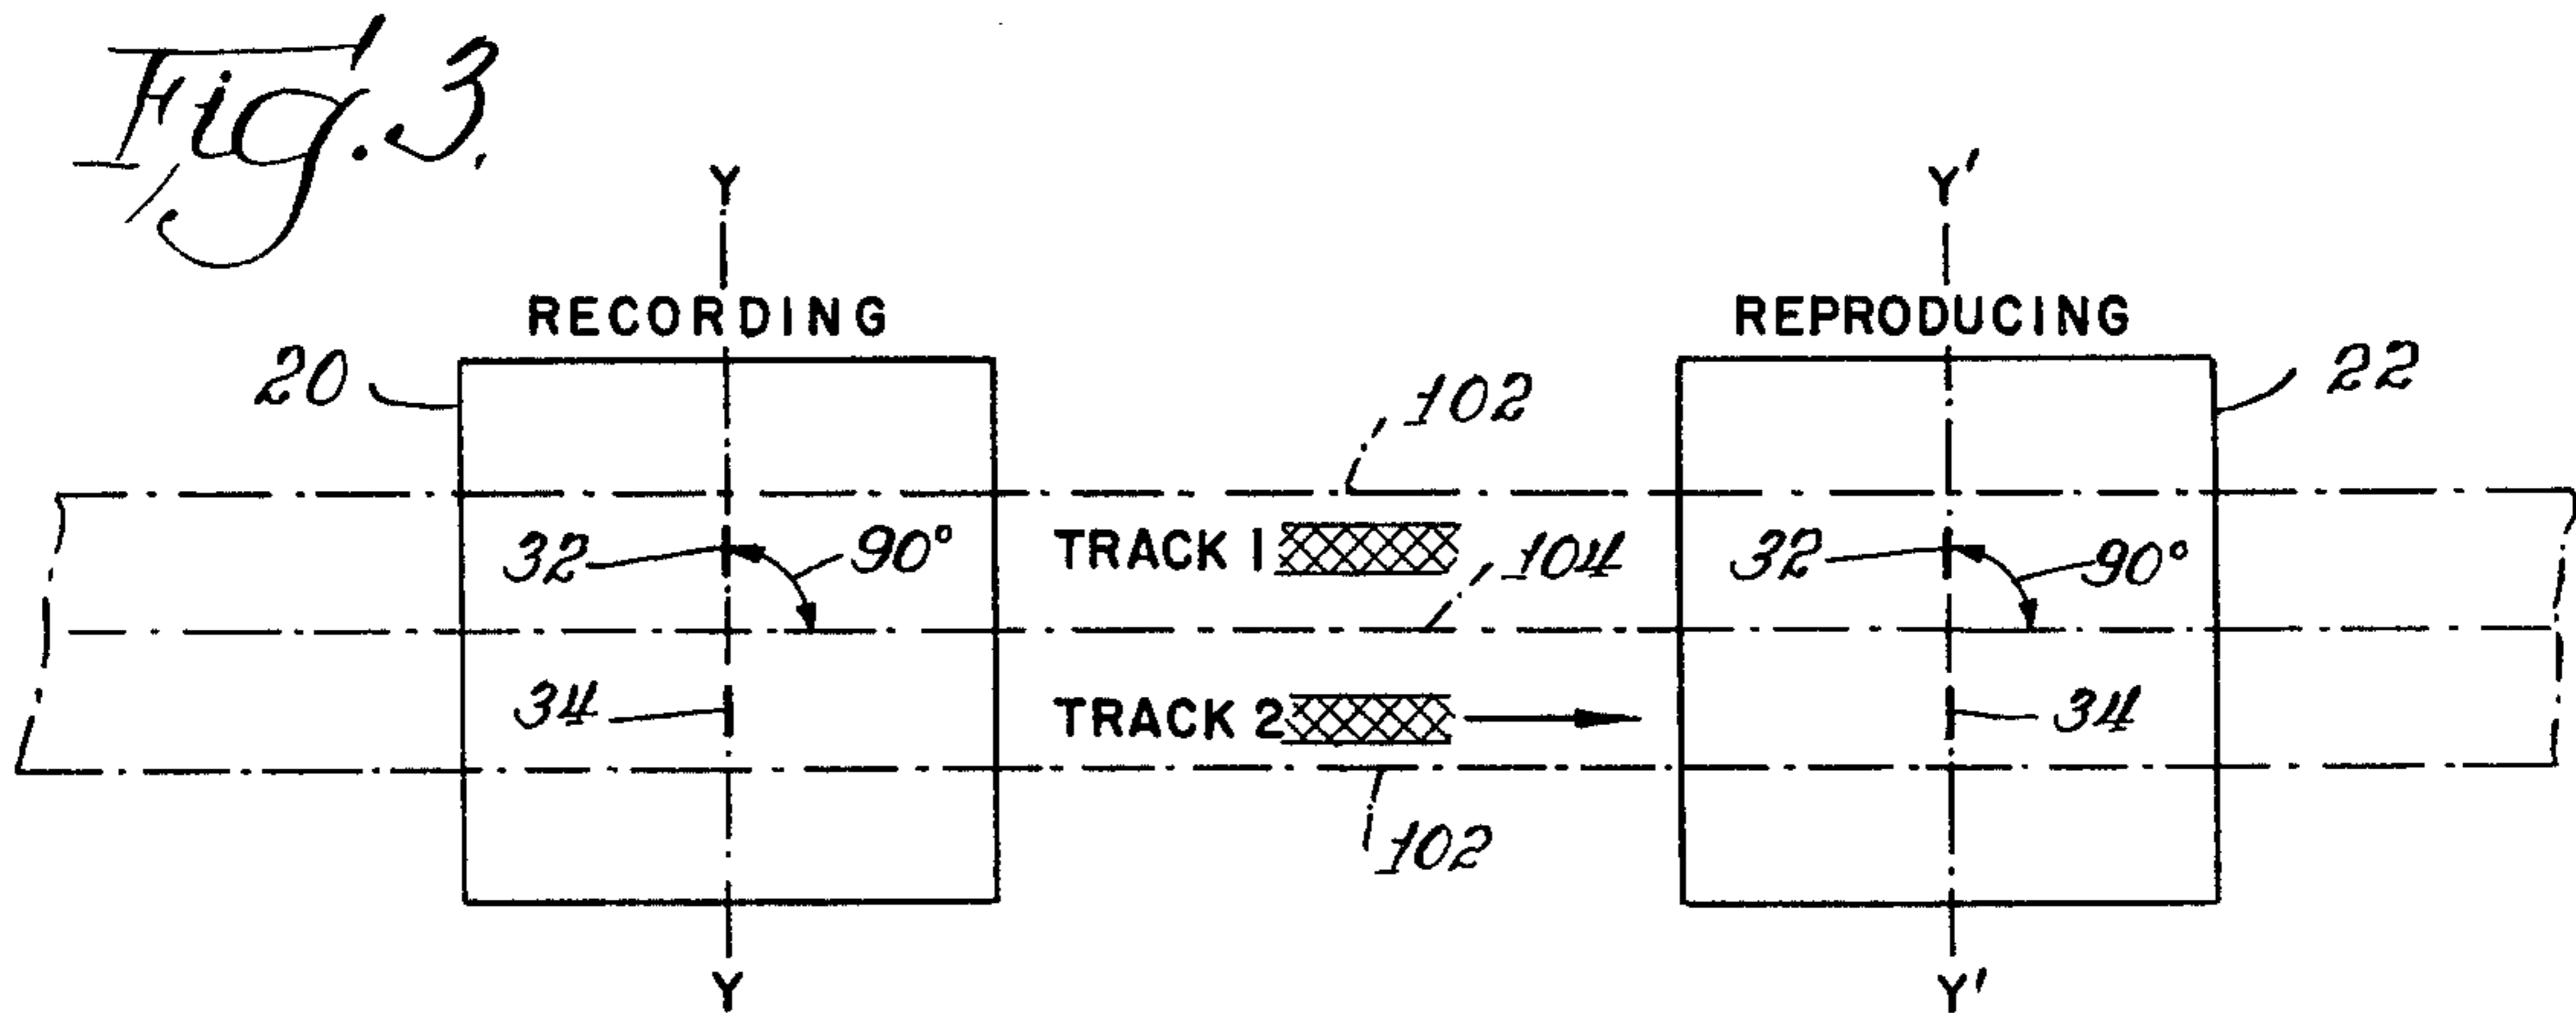 Fig. 3.
Y Y'
RECORDING REPRODUCING
20 102 22
32 90° TRACK 1 104 32 90°
34 TRACK 2 34
102
Y Y'